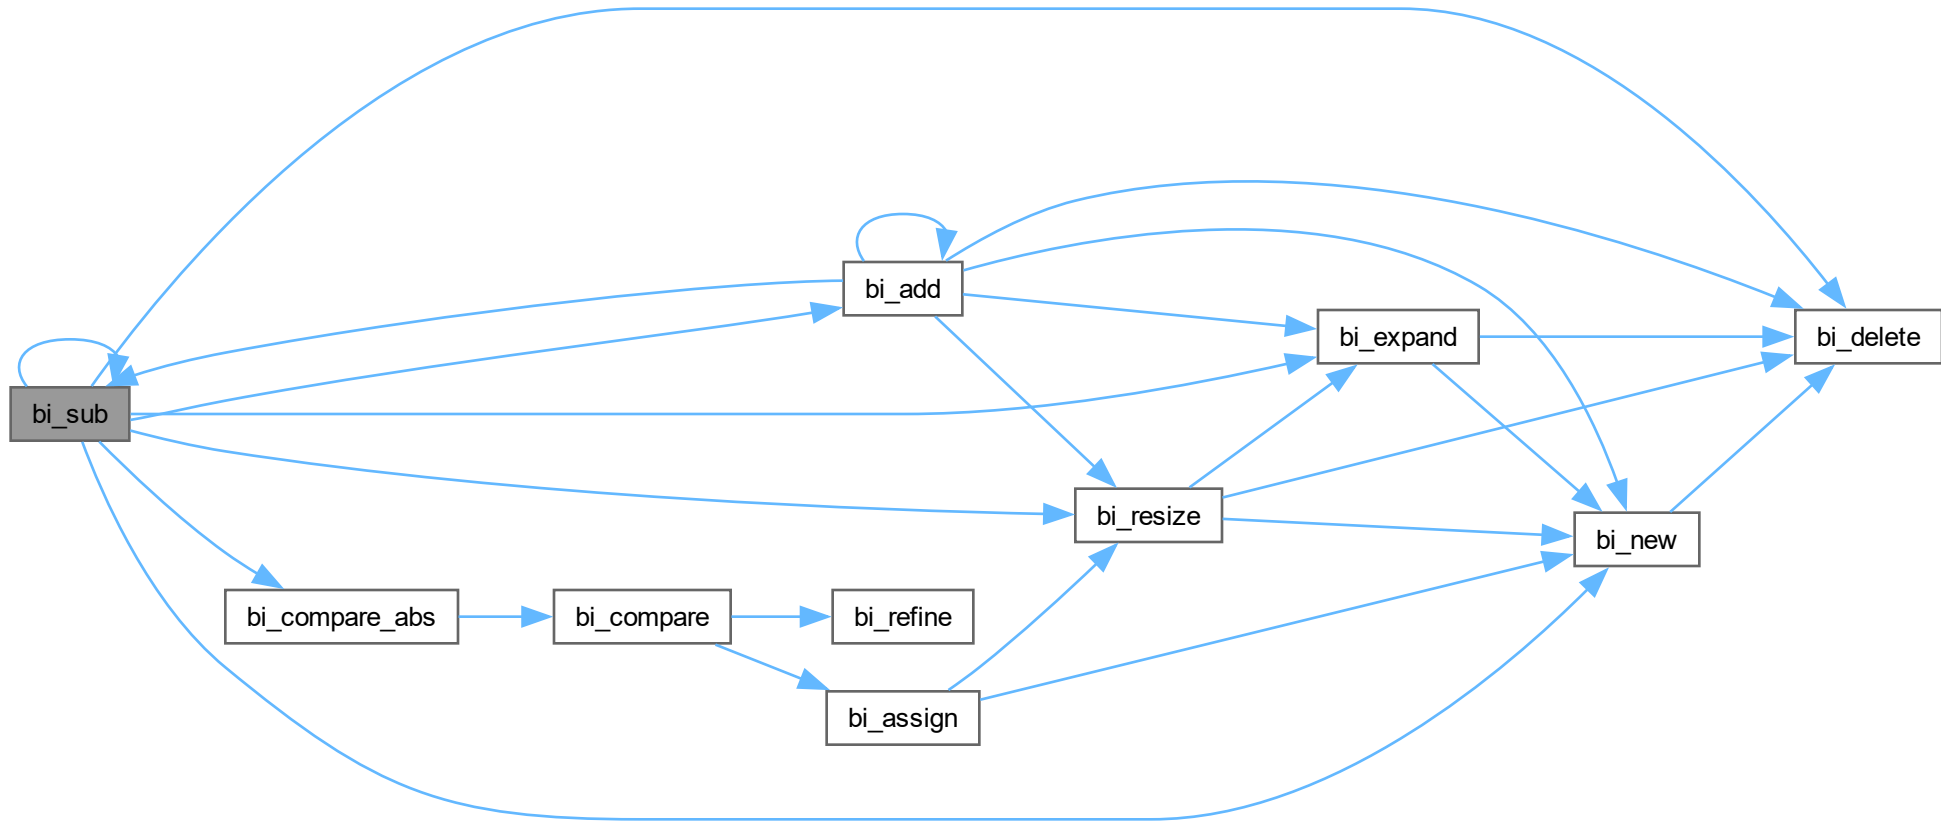 bi_add
bi_expand
bi_delete
bi_sub
bi_resize
bi_new
bi_compare_abs
bi_compare
bi_refine
bi_assign